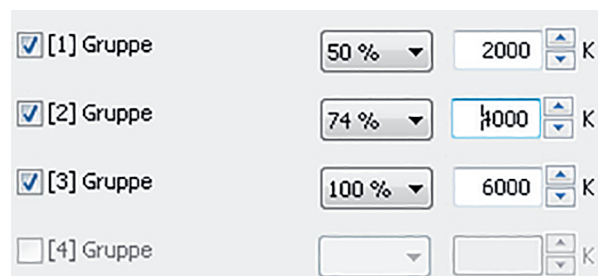 [1] Gruppe 50 % 2000 K
[2] Gruppe 74 % 4000 K
[3] Gruppe 100 % 6000 K
[4] Gruppe K